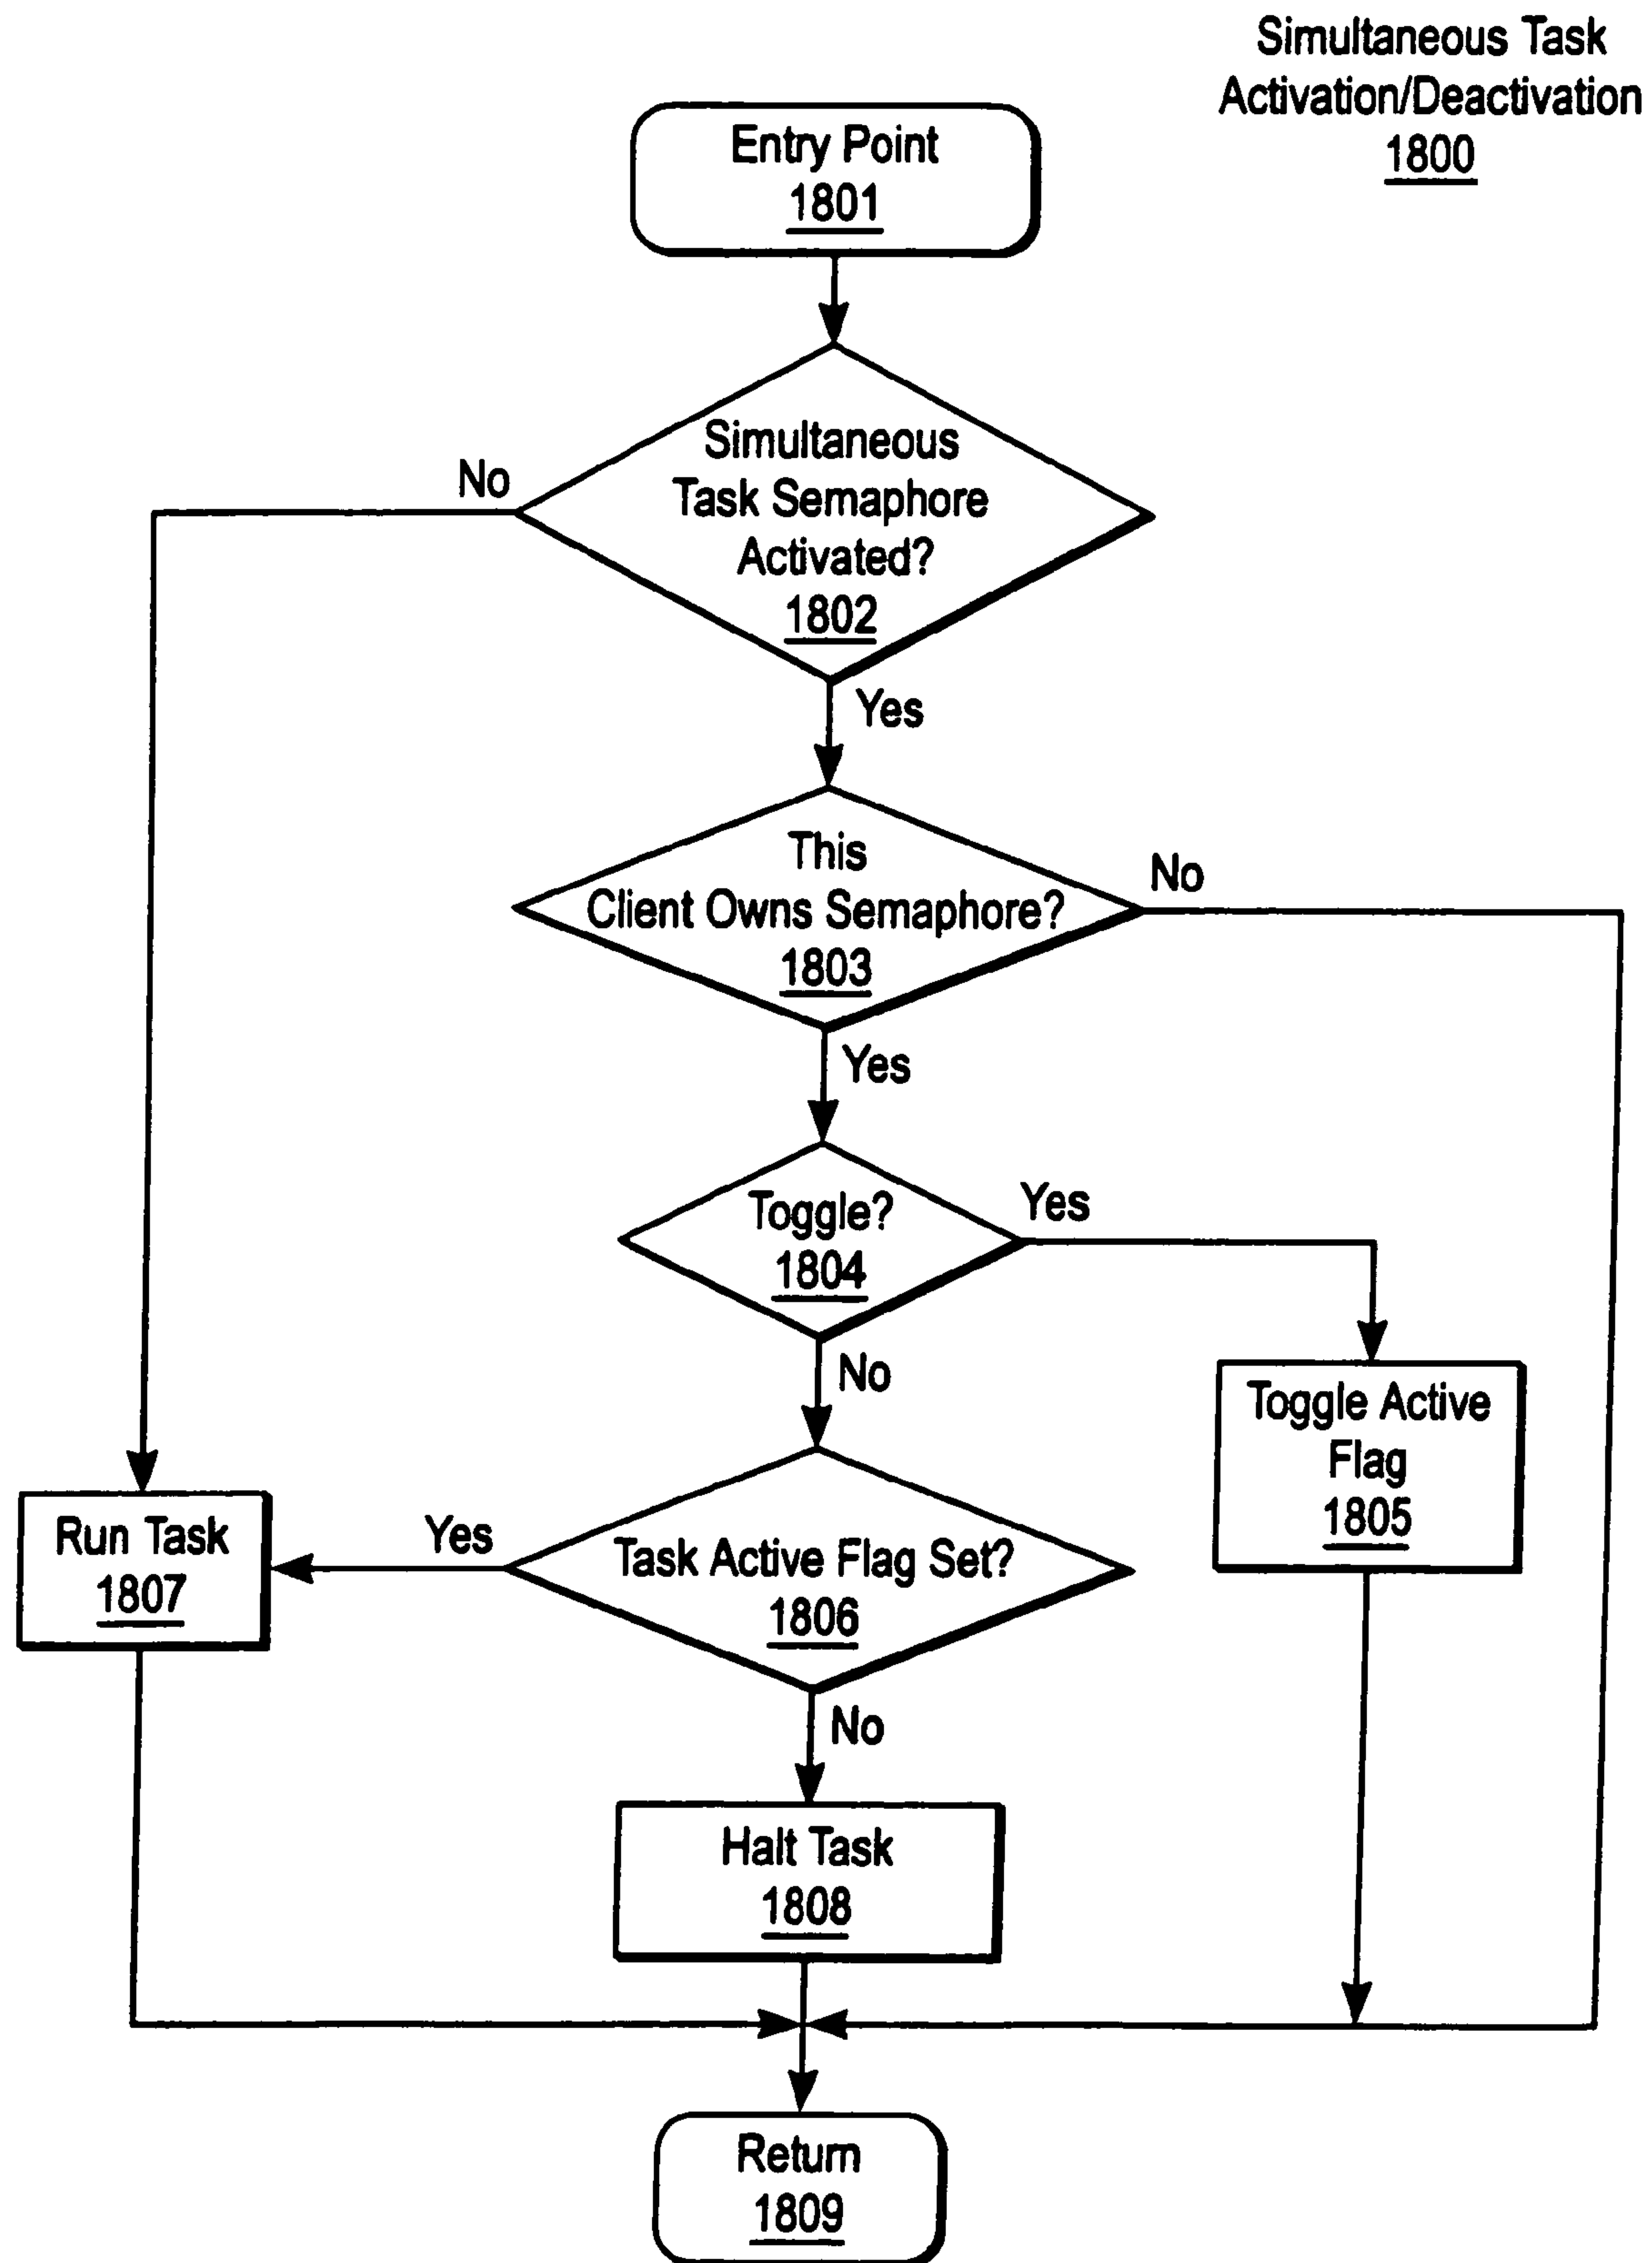 Simultaneous Task
Activation/Deactivation
1800
Entry Point
1801
Simultaneous
Task Semaphore
Activated?
1802
No
Yes
This
Client Owns Semaphore?
1803
No
Yes
Toggle?
1804
Yes
No
Toggle Active
Flag
1805
Run Task
1807
Yes
Task Active Flag Set?
1806
No
Halt Task
1808
Return
1809